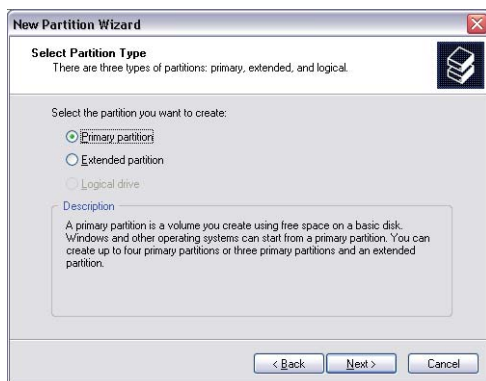 New Partition Wizard
Select Partition Type
There are three types of partitions: primary, extended, and logical.
Select the partition you want to create:
Primary partition
Extended partition
Logical drive
Description
A primary partition is a volume you create using free space on a basic disk.
Windows and other operating systems can start from a primary partition. You can
create up to four primary partitions or three primary partitions and an extended
partition.
< Back
Next >
Cancel